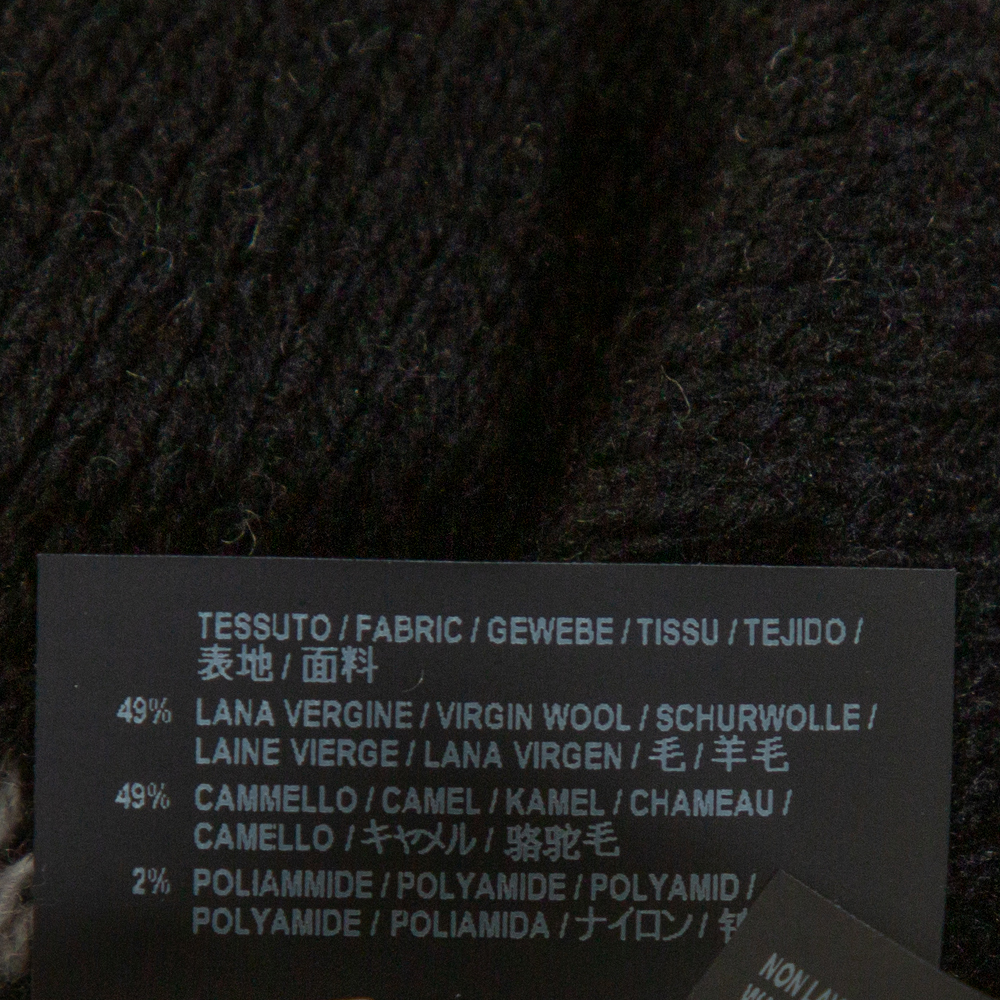 TESSUTO / FABRIC / GEWEBE / TISSU / TEJIDO /
表地 / 面料
49% LANA VERGINE / VIRGIN WOOL / SCHURWOLLE /
LAINE VIERGE / LANA VIRGEN / 毛 / 羊毛
49% CAMMELLO / CAMEL / KAMEL / CHAMEAU /
CAMELLO / キャメル / 骆驼毛
2% POLIAMMIDE / POLYAMIDE / POLYAMID /
POLYAMIDE / POLIAMIDA / ナイロン /
NON